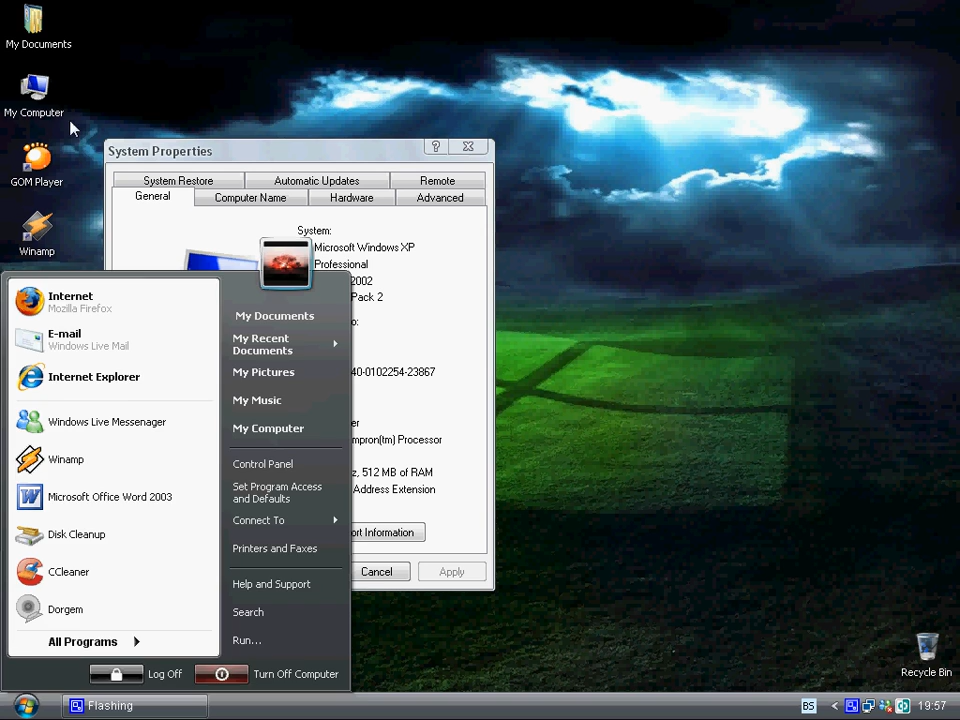 My Documents
My Computer
GOM Player
Winamp
System Properties
System Restore
Automatic Updates
Remote
General
Computer Name
Hardware
Advanced
System:
Microsoft Windows XP
Professional
2002
Pack 2
o:
40-0102254-23867
er
mpron(tm) Processor
z, 512 MB of RAM
Address Extension
ort Information
Cancel
Apply
Internet
Mozilla Firefox
E-mail
Windows Live Mail
Internet Explorer
Windows Live Messenager
Winamp
Microsoft Office Word 2003
Disk Cleanup
CCleaner
Dorgem
All Programs
My Documents
My Recent
Documents
My Pictures
My Music
My Computer
Control Panel
Set Program Access
and Defaults
Connect To
Printers and Faxes
Help and Support
Search
Run...
Log Off
Turn Off Computer
Recycle Bin
Flashing
BS
19:57